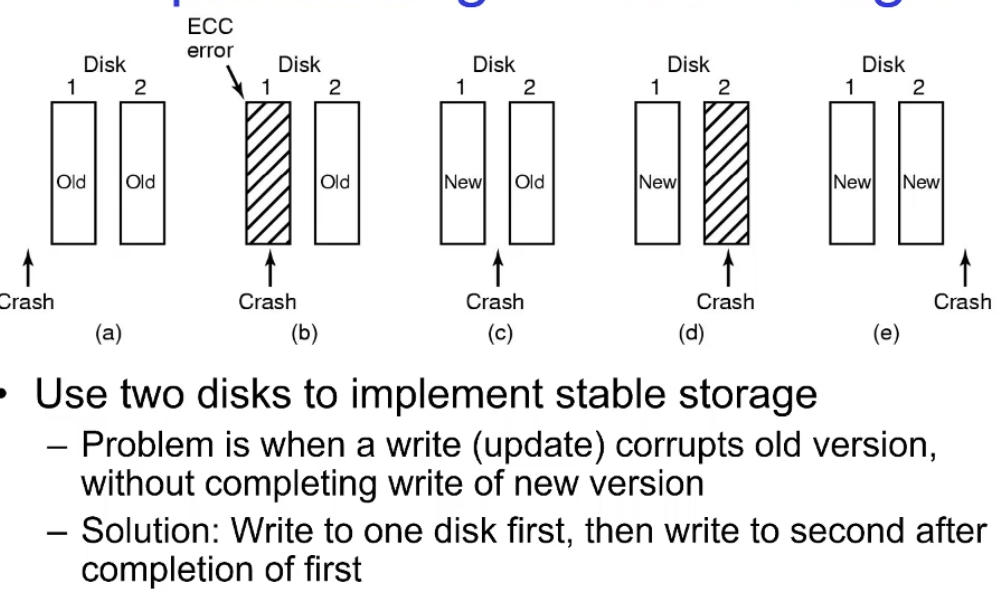 ECC
error
Disk
1 2
Disk
1 2
Disk
1 2
Disk
1 2
Disk
1 2
Old Old
Old
New Old
New
New New
Crash
Crash
Crash
Crash
Crash
(a)
(b)
(c)
(d)
(e)
• Use two disks to implement stable storage
– Problem is when a write (update) corrupts old version,
without completing write of new version
– Solution: Write to one disk first, then write to second after
completion of first